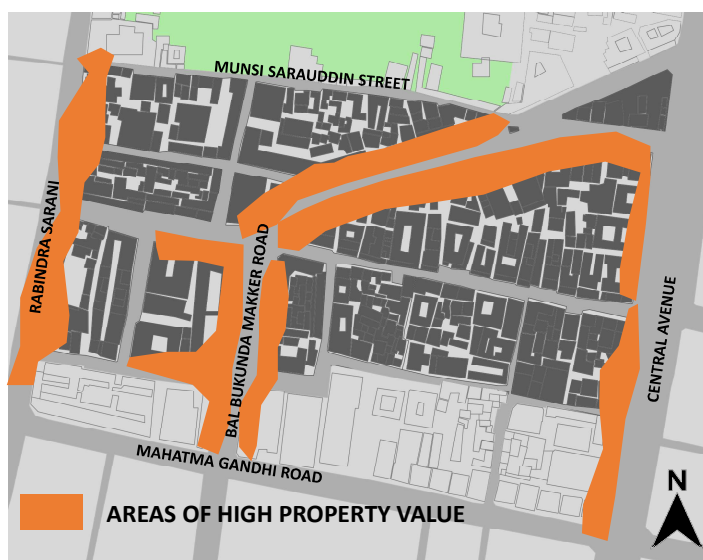 MUNSI SARAUDDIN STREET
RABINDRA SARANI
BAL BUKUNDA MAKKER ROAD
CENTRAL AVENUE
MAHATMA GANDHI ROAD
N
AREAS OF HIGH PROPERTY VALUE